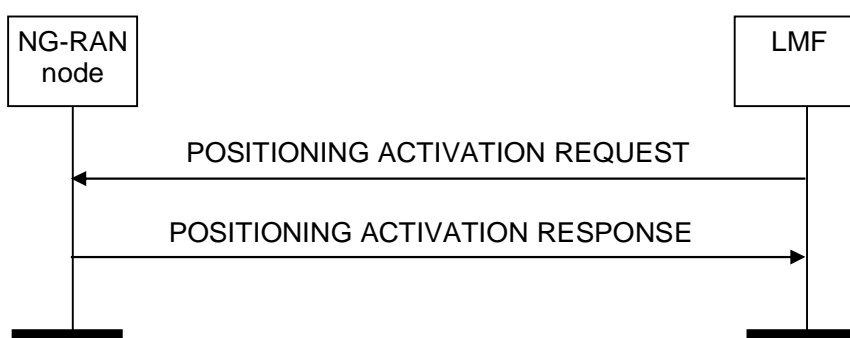 NG-RAN
node
LMF
POSITIONING ACTIVATION REQUEST
POSITIONING ACTIVATION RESPONSE